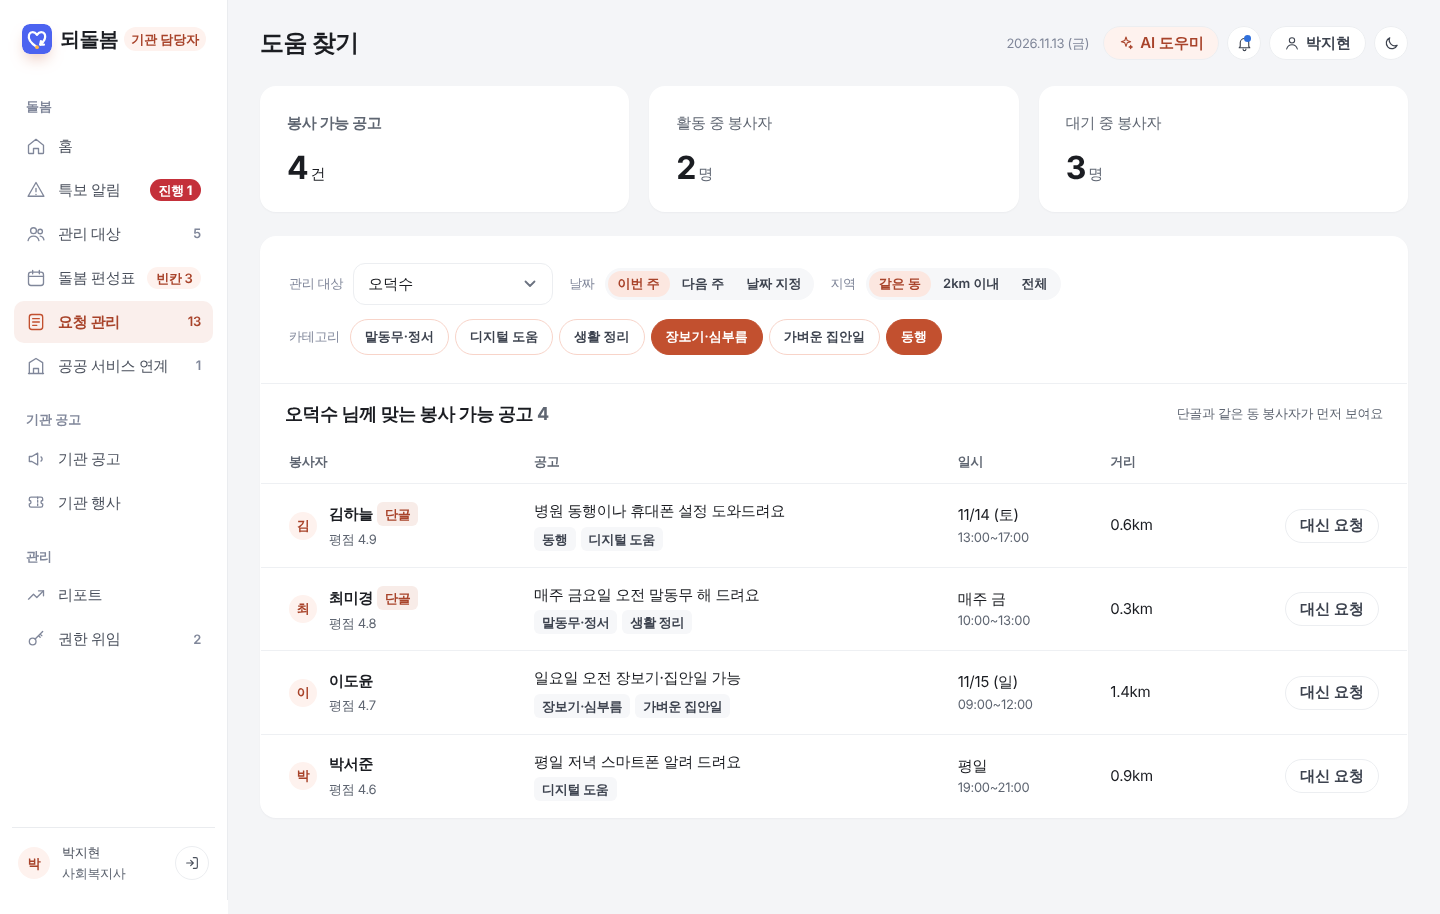 되돌봄 기관 담당자
돌봄
홈
특보 알림 진행 1
관리 대상 5
돌봄 편성표 빈칸 3
요청 관리 13
공공 서비스 연계 1
기관 공고
기관 공고
기관 행사
관리
리포트
권한 위임 2
박 박지현
사회복지사
도움 찾기
2026.11.13 (금) AI 도우미 박지현
봉사 가능 공고
4건
활동 중 봉사자
2명
대기 중 봉사자
3명
관리 대상 오덕수 날짜 이번 주 다음 주 날짜 지정 지역 같은 동 2km 이내 전체
카테고리 말동무·정서 디지털 도움 생활 정리 장보기·심부름 가벼운 집안일 동행
오덕수 님께 맞는 봉사 가능 공고 4 단골과 같은 동 봉사자가 먼저 보여요
봉사자 공고 일시 거리
김 김하늘 단골 병원 동행이나 휴대폰 설정 도와드려요 11/14 (토) 0.6km 대신 요청
평점 4.9 동행 디지털 도움 13:00~17:00
최 최미경 단골 매주 금요일 오전 말동무 해 드려요 매주 금 0.3km 대신 요청
평점 4.8 말동무·정서 생활 정리 10:00~13:00
이 이도윤 일요일 오전 장보기·집안일 가능 11/15 (일) 1.4km 대신 요청
평점 4.7 장보기·심부름 가벼운 집안일 09:00~12:00
박 박서준 평일 저녁 스마트폰 알려 드려요 평일 0.9km 대신 요청
평점 4.6 디지털 도움 19:00~21:00